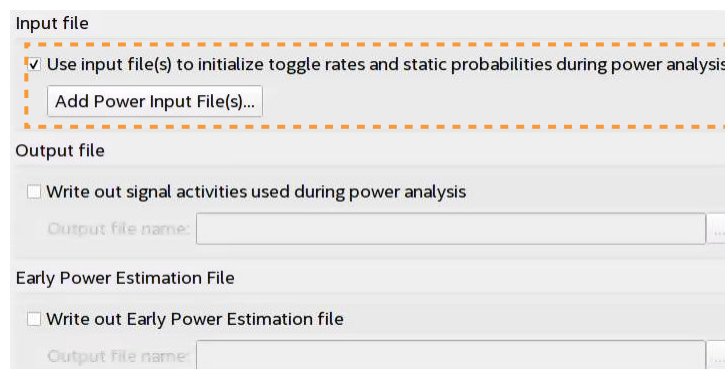 Input file
Use input file(s) to initialize toggle rates and static probabilities during power analysis
Add Power Input File(s)...
Output file
Write out signal activities used during power analysis
Output file name:
...
Early Power Estimation File
Write out Early Power Estimation file
Output file name:
...